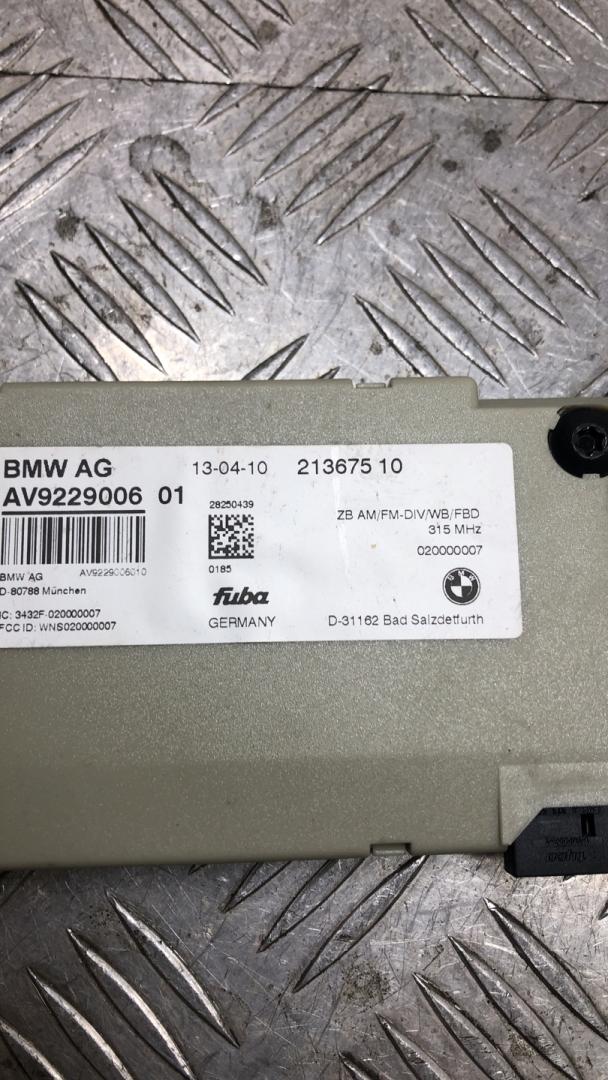 BMW AG 13-04-10 213675 10
AV9229006 01
28250439
ZB AM/FM-DIV/WB/FBD
315 MHz
020000007
BMW AG AV9229006010
D-80788 München
0185
IC: 3432F-020000007
FCC ID: WNS020000007
fuba
GERMANY
BMW
D-31162 Bad Salzdetfurth